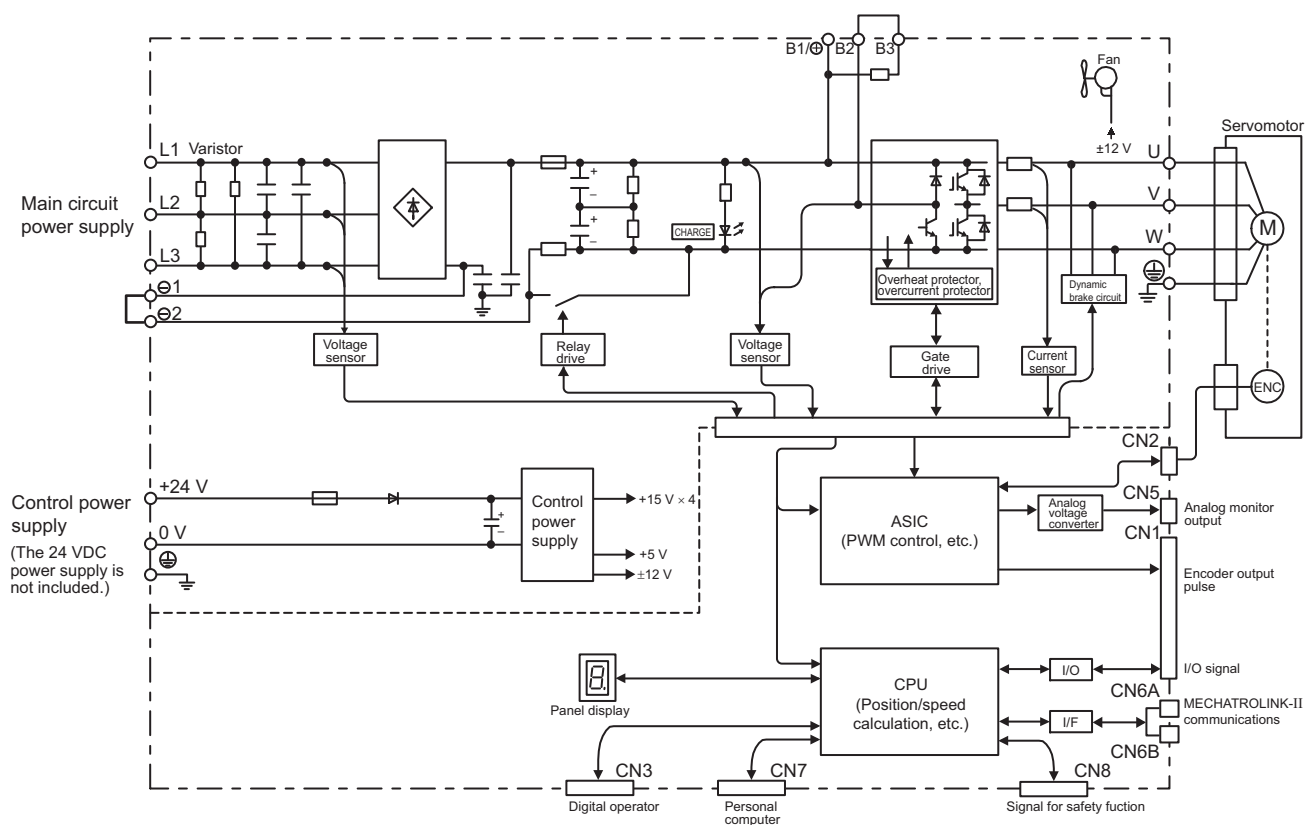 B1/⊕
B2
B3
Fan
±12 V
Servomotor
L1
Varistor
U
Main circuit
power supply
L2
V
+
–
CHARGE
W
M
L3
+
–
⊖1
⊖2
Overheat protector,
overcurrent protector
Dynamic
brake circuit
Voltage
sensor
Relay
drive
Voltage
sensor
Gate
drive
Current
sensor
ENC
CN2
Control power
supply
(The 24 VDC
power supply is
not included.)
+24 V
0 V
+
–
Control
power
supply
+15 V × 4
+5 V
±12 V
ASIC
(PWM control, etc.)
Analog
voltage
converter
CN5
Analog monitor
output
CN1
Encoder output
pulse
I/O signal
8.
Panel display
CPU
(Position/speed
calculation, etc.)
I/O
I/F
CN6A
MECHATROLINK-II
communications
CN6B
CN3
Digital operator
CN7
Personal
computer
CN8
Signal for safety fuction